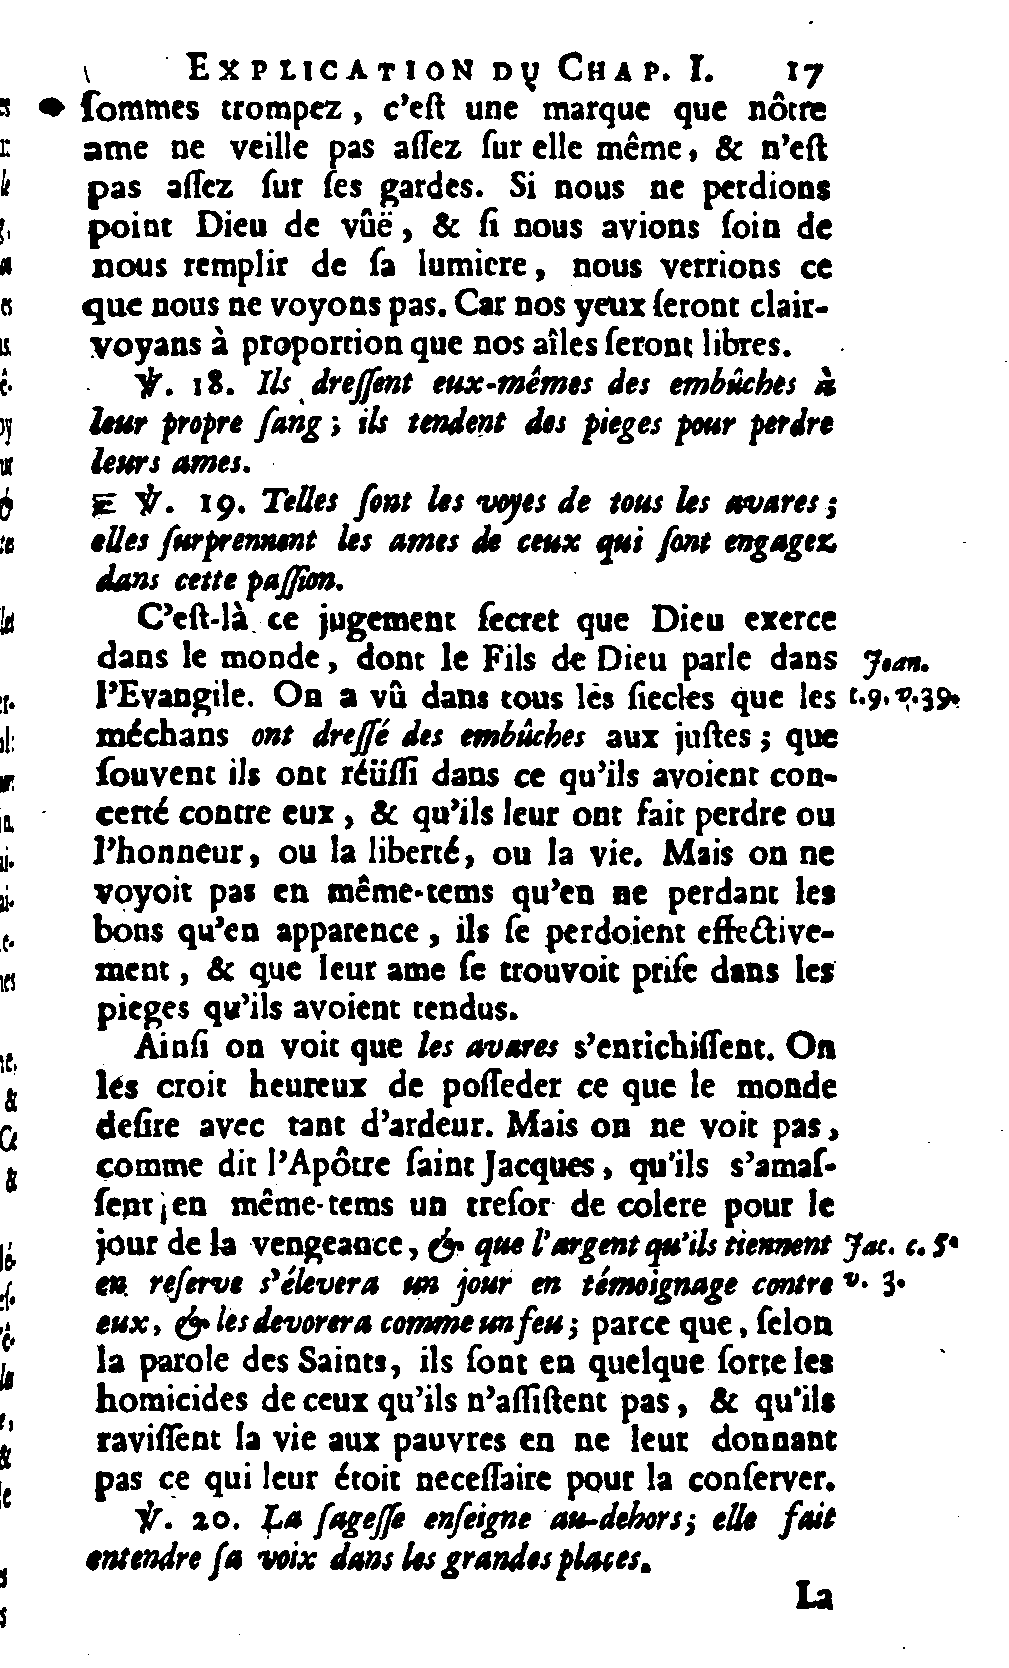 EXPLICATION DU CHAP. I. 17
ſommes trompez, c'eſt une marque que nôtre
ame ne veille pas aſſez ſur elle même, & n'eſt
pas aſſez ſur ſes gardes. Si nous ne perdions
point Dieu de vûë, & ſi nous avions ſoin de
nous remplir de ſa lumiere, nous verrions ce
que nous ne voyons pas. Car nos yeux ſeront clair-
voyans à proportion que nos aîles ſeront libres.
℣. 18. Ils dreſſent eux-mêmes des embûches à
leur propre ſang; ils tendent des pieges pour perdre
leurs ames.
℣. 19. Telles ſont les voyes de tous les avares;
elles ſurprennent les ames de ceux qui ſont engagez
dans cette paſſion.
C'eſt-là ce jugement ſecret que Dieu exerce
dans le monde, dont le Fils de Dieu parle dans Joan.
l'Evangile. On a vû dans tous les ſiecles que les c.9. v.39.
méchans ont dreſſé des embûches aux juſtes; que
ſouvent ils ont réüſſi dans ce qu'ils avoient con-
certé contre eux, & qu'ils leur ont fait perdre ou
l'honneur, ou la liberté, ou la vie. Mais on ne
voyoit pas en même-tems qu'en ne perdant les
bons qu'en apparence, ils ſe perdoient effective-
ment, & que leur ame ſe trouvoit priſe dans les
pieges qu'ils avoient tendus.
Ainſi on voit que les avares s'enrichiſſent. On
les croit heureux de poſſeder ce que le monde
deſire avec tant d'ardeur. Mais on ne voit pas,
comme dit l'Apôtre ſaint Jacques, qu'ils s'amaſ-
ſent en même-tems un treſor de colere pour le
jour de la vengeance, & que l'argent qu'ils tiennent Jac. c. 5.
en reſerve s'élevera un jour en témoignage contre v. 3.
eux, & les devorera comme un feu; parce que, ſelon
la parole des Saints, ils ſont en quelque ſorte les
homicides de ceux qu'ils n'aſſiſtent pas, & qu'ils
raviſſent la vie aux pauvres en ne leur donnant
pas ce qui leur étoit neceſſaire pour la conſerver.
℣. 20. La ſageſſe enſeigne au-dehors; elle fait
entendre ſa voix dans les grandes places.
La